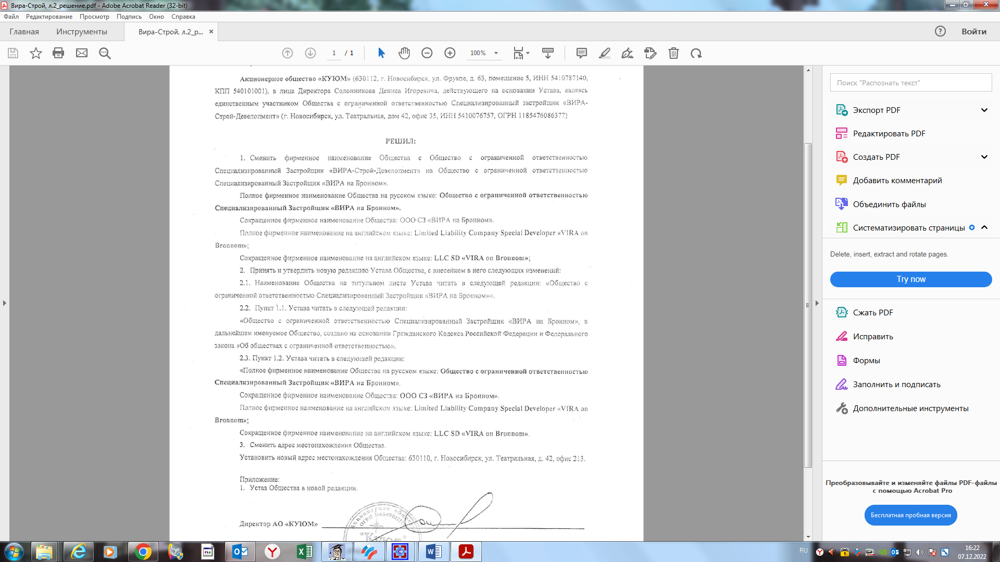 Вира-Строй, л.2_решение.pdf - Adobe Acrobat Reader (32-bit)
Файл Редактирование Просмотр Подпись Окно Справка
Главная Инструменты Вира-Строй, л.2_р... × Войти
1 / 1 100%
Акционерное общество «КУЮМ» (630112, г. Новосибирск, ул. Фрунзе, д. 63, помещение 5, ИНН 5410787140,
КПП 540101001), в лице Директора Солонникова Дениса Игоревича, действующего на основании Устава, являясь
единственным участником Общества с ограниченной ответственностью Специализированный застройщик «ВИРА-
Строй-Девелопмент» (г. Новосибирск, ул. Театральная, дом 42, офис 35, ИНН 5410076757, ОГРН 1185476086377)
РЕШИЛ:
1. Сменить фирменное наименование Общества с Общество с ограниченной ответственностью
Специализированный Застройщик «ВИРА-Строй-Девелопмент» на Общество с ограниченной ответственностью
Специализированный Застройщик «ВИРА на Бронном».
Полное фирменное наименование Общества на русском языке: Общество с ограниченной ответственностью
Специализированный Застройщик «ВИРА на Бронном».
Сокращенное фирменное наименование Общества: ООО СЗ «ВИРА на Бронном».
Полное фирменное наименование на английском языке: Limited Liability Company Special Developer «VIRA on
Bronnom»;
Сокращенное фирменное наименование на английском языке: LLC SD «VIRA on Bronnom»;
2. Принять и утвердить новую редакцию Устава Общества, с внесением в него следующих изменений:
2.1. Наименование Общества на титульном листе Устава читать в следующей редакции: «Общество с
ограниченной ответственностью Специализированный Застройщик «ВИРА на Бронном»».
2.2. Пункт 1.1. Устава читать в следующей редакции:
«Общество с ограниченной ответственностью Специализированный Застройщик «ВИРА на Бронном», в
дальнейшем именуемое Общество, создано на основании Гражданского Кодекса Российской Федерации и Федерального
закона «Об обществах с ограниченной ответственностью».
2.3. Пункт 1.2. Устава читать в следующей редакции:
«Полное фирменное наименование Общества на русском языке: Общество с ограниченной ответственностью
Специализированный Застройщик «ВИРА на Бронном».
Сокращенное фирменное наименование Общества: ООО СЗ «ВИРА на Бронном».
Полное фирменное наименование на английском языке: Limited Liability Company Special Developer «VIRA on
Bronnom»;
Сокращенное фирменное наименование на английском языке: LLC SD «VIRA on Bronnom».
3. Сменить адрес местонахождения Общества.
Установить новый адрес местонахождения Общества: 630110, г. Новосибирск, ул. Театральная, д. 42, офис 213.
Приложение:
1. Устав Общества в новой редакции.
Директор АО «КУЮМ»
"Куюм"
Поиск "Распознать текст"
Экспорт PDF
Редактировать PDF
Создать PDF
Добавить комментарий
Объединить файлы
Систематизировать страницы
Delete, insert, extract and rotate pages.
Try now
Сжать PDF
Исправить
Формы
Заполнить и подписать
Дополнительные инструменты
Преобразовывайте и изменяйте файлы PDF-файлы
с помощью Acrobat Pro
Бесплатная пробная версия
RU
16:22
07.12.2022